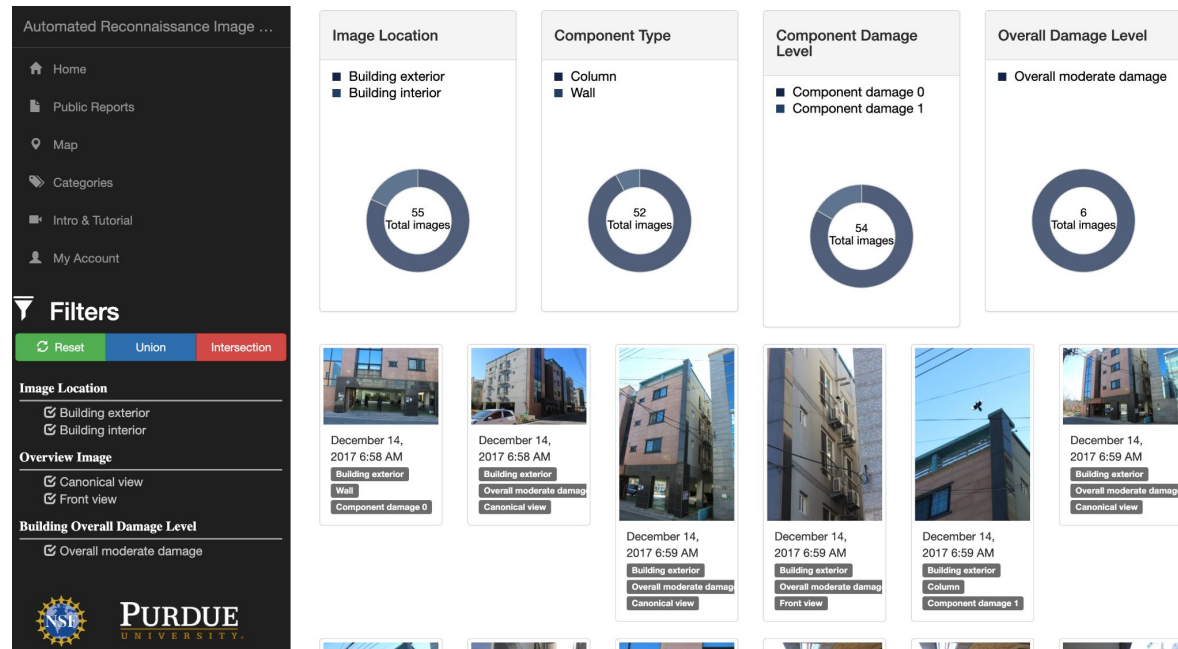 Automated Reconnaissance Image ...
Home
Public Reports
Map
Categories
Intro & Tutorial
My Account
Filters
Reset
Union
Intersection
Image Location
Building exterior
Building interior
Overview Image
Canonical view
Front view
Building Overall Damage Level
Overall moderate damage
NSF
PURDUE
UNIVERSITY.
Image Location
Building exterior
Building interior
55
Total images
Component Type
Column
Wall
52
Total images
Component Damage
Level
Component damage 0
Component damage 1
54
Total images
Overall Damage Level
Overall moderate damage
6
Total images
December 14,
2017 6:58 AM
Building exterior
Wall
Component damage 0
December 14,
2017 6:58 AM
Building exterior
Overall moderate damage
Canonical view
December 14,
2017 6:59 AM
Building exterior
Overall moderate damag
Canonical view
December 14,
2017 6:59 AM
Building exterior
Overall moderate damag
Front view
December 14,
2017 6:59 AM
Building exterior
Column
Component damage 1
December 14,
2017 6:59 AM
Building exterior
Overall moderate damag
Canonical view